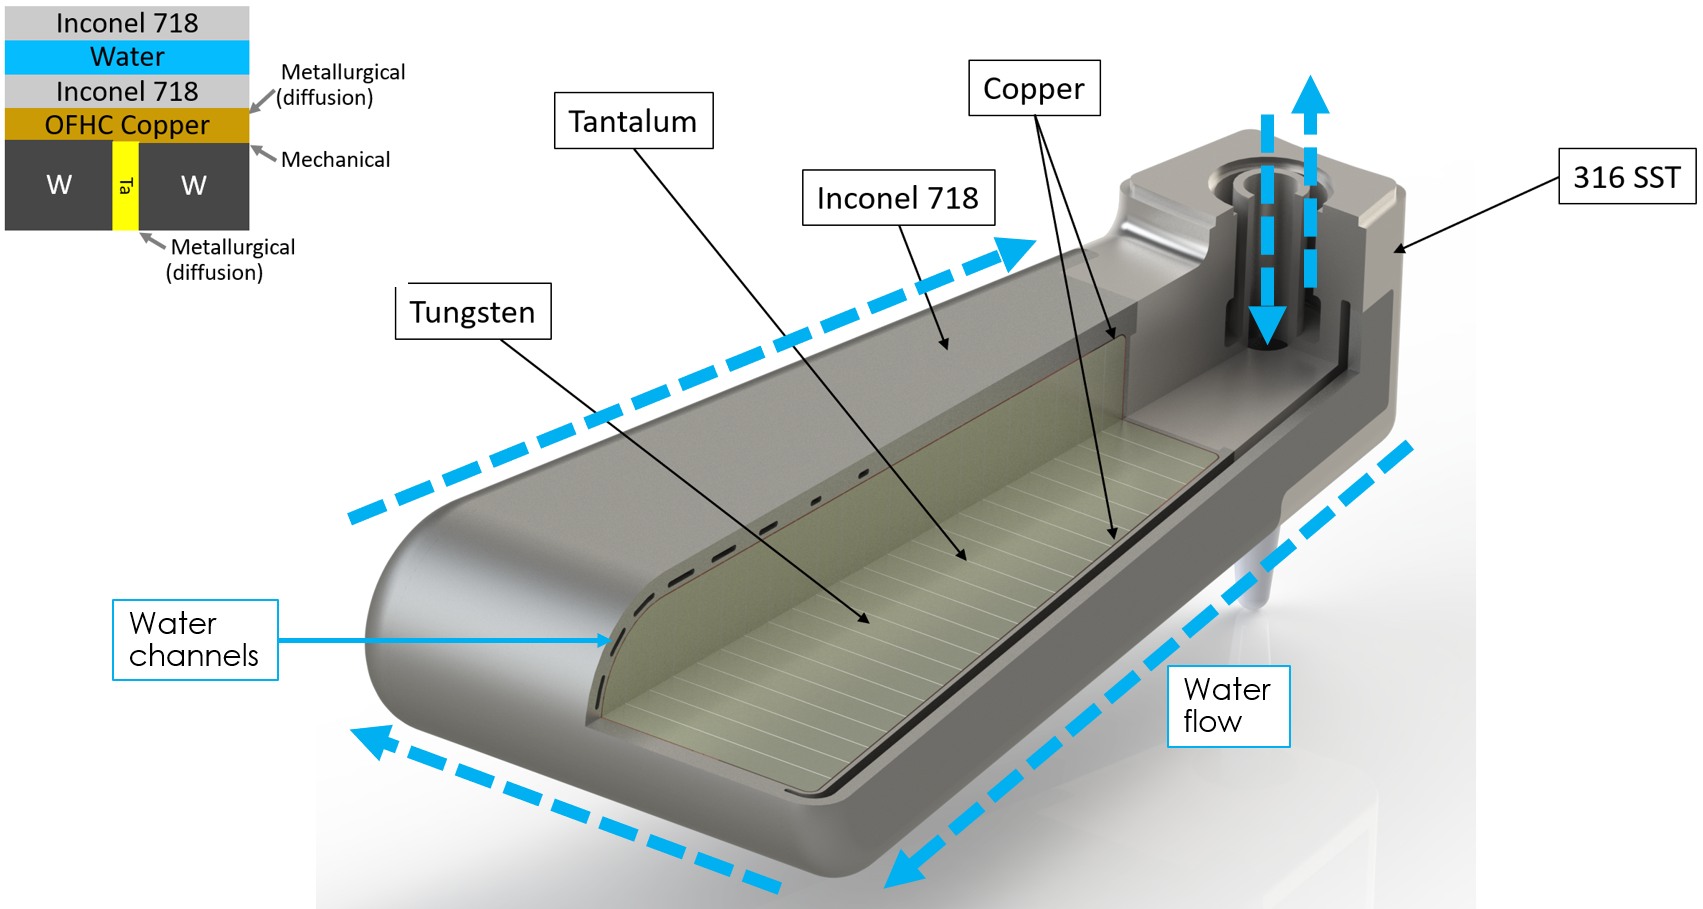 Inconel 718
Water
Inconel 718
OFHC Copper
W
Ta
W
Metallurgical
(diffusion)
Mechanical
Metallurgical
(diffusion)
Copper
Tantalum
316 SST
Inconel 718
Tungsten
Water
channels
Water
flow